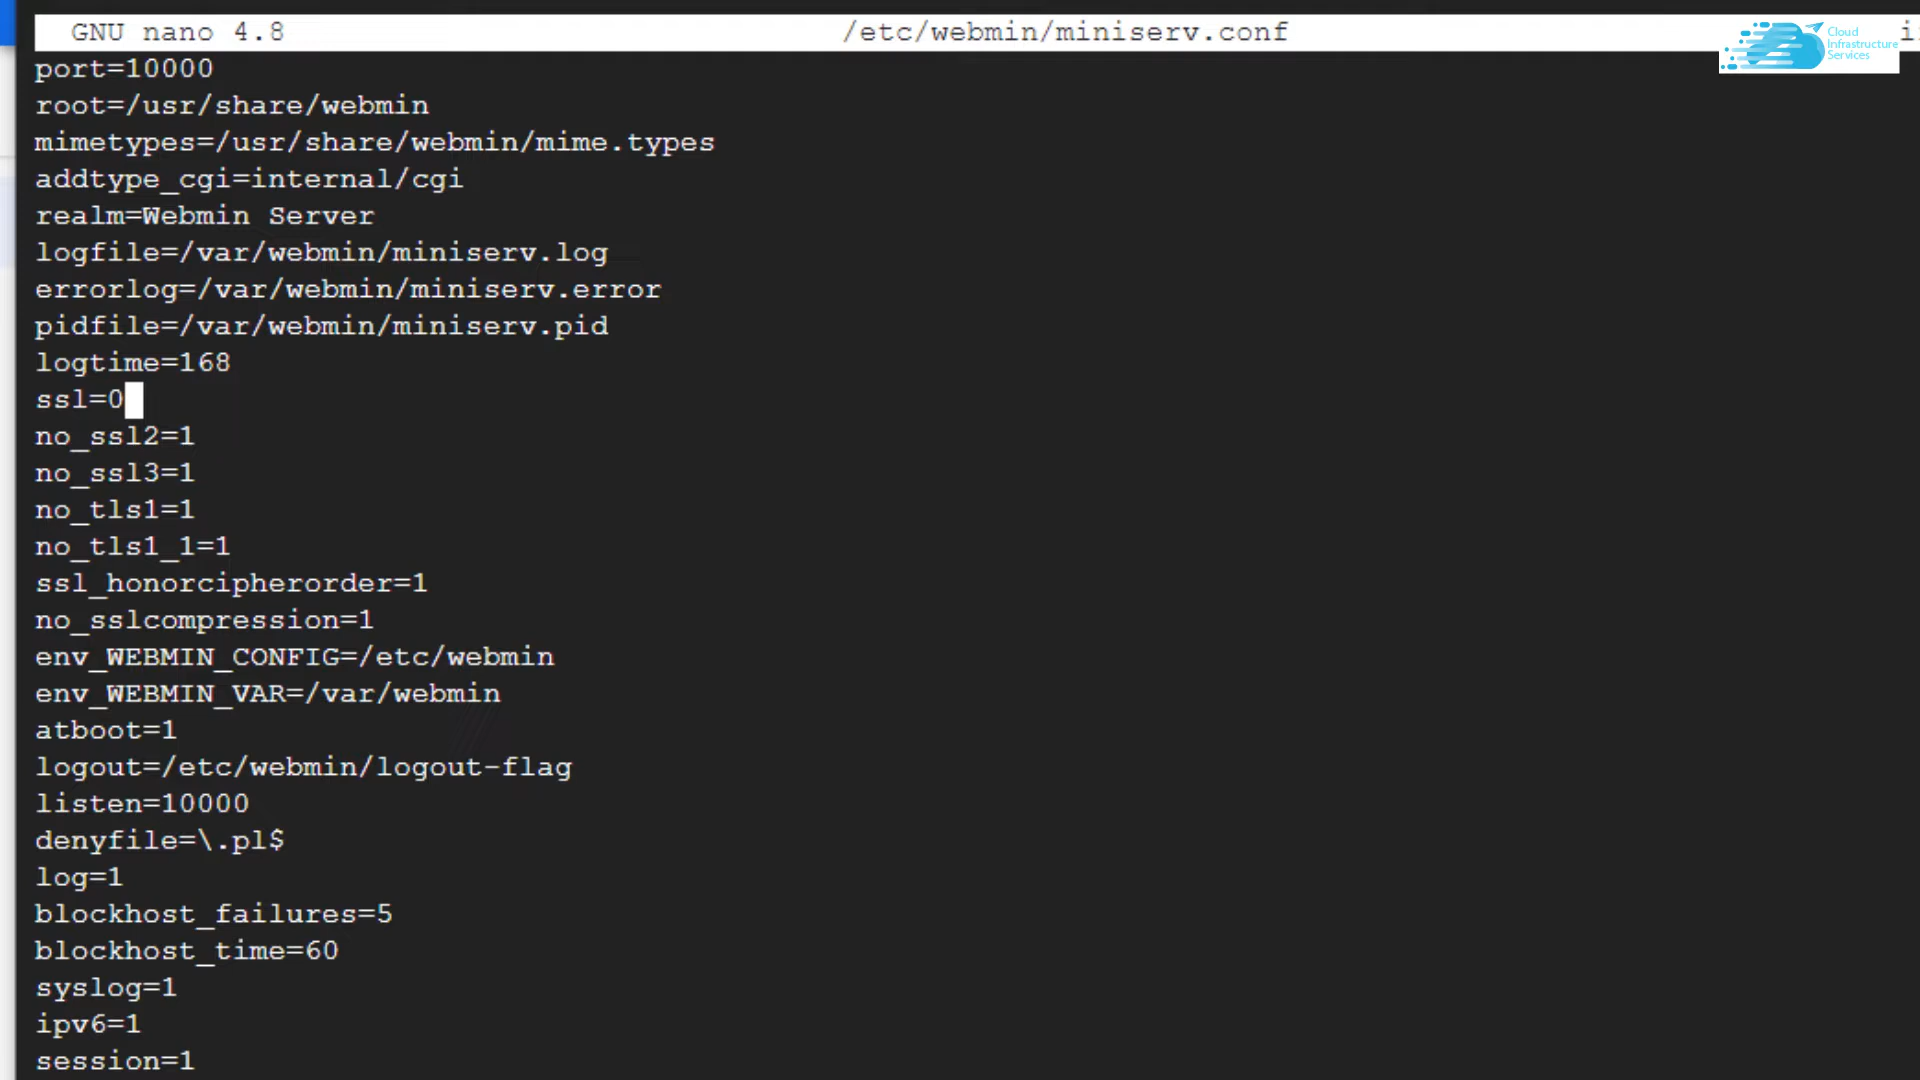 GNU nano 4.8 /etc/webmin/miniserv.conf
Cloud
Infrastructure
Services
port=10000
root=/usr/share/webmin
mimetypes=/usr/share/webmin/mime.types
addtype_cgi=internal/cgi
realm=Webmin Server
logfile=/var/webmin/miniserv.log
errorlog=/var/webmin/miniserv.error
pidfile=/var/webmin/miniserv.pid
logtime=168
ssl=0
no_ssl2=1
no_ssl3=1
no_tls1=1
no_tls1_1=1
ssl_honorcipherorder=1
no_sslcompression=1
env_WEBMIN_CONFIG=/etc/webmin
env_WEBMIN_VAR=/var/webmin
atboot=1
logout=/etc/webmin/logout-flag
listen=10000
denyfile=\.pl$
log=1
blockhost_failures=5
blockhost_time=60
syslog=1
ipv6=1
session=1